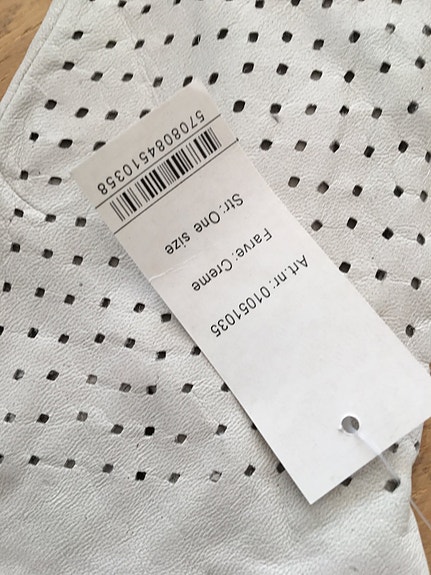 Art.nr: 01051035
Farve: Creme
Str: One size
5708084510358